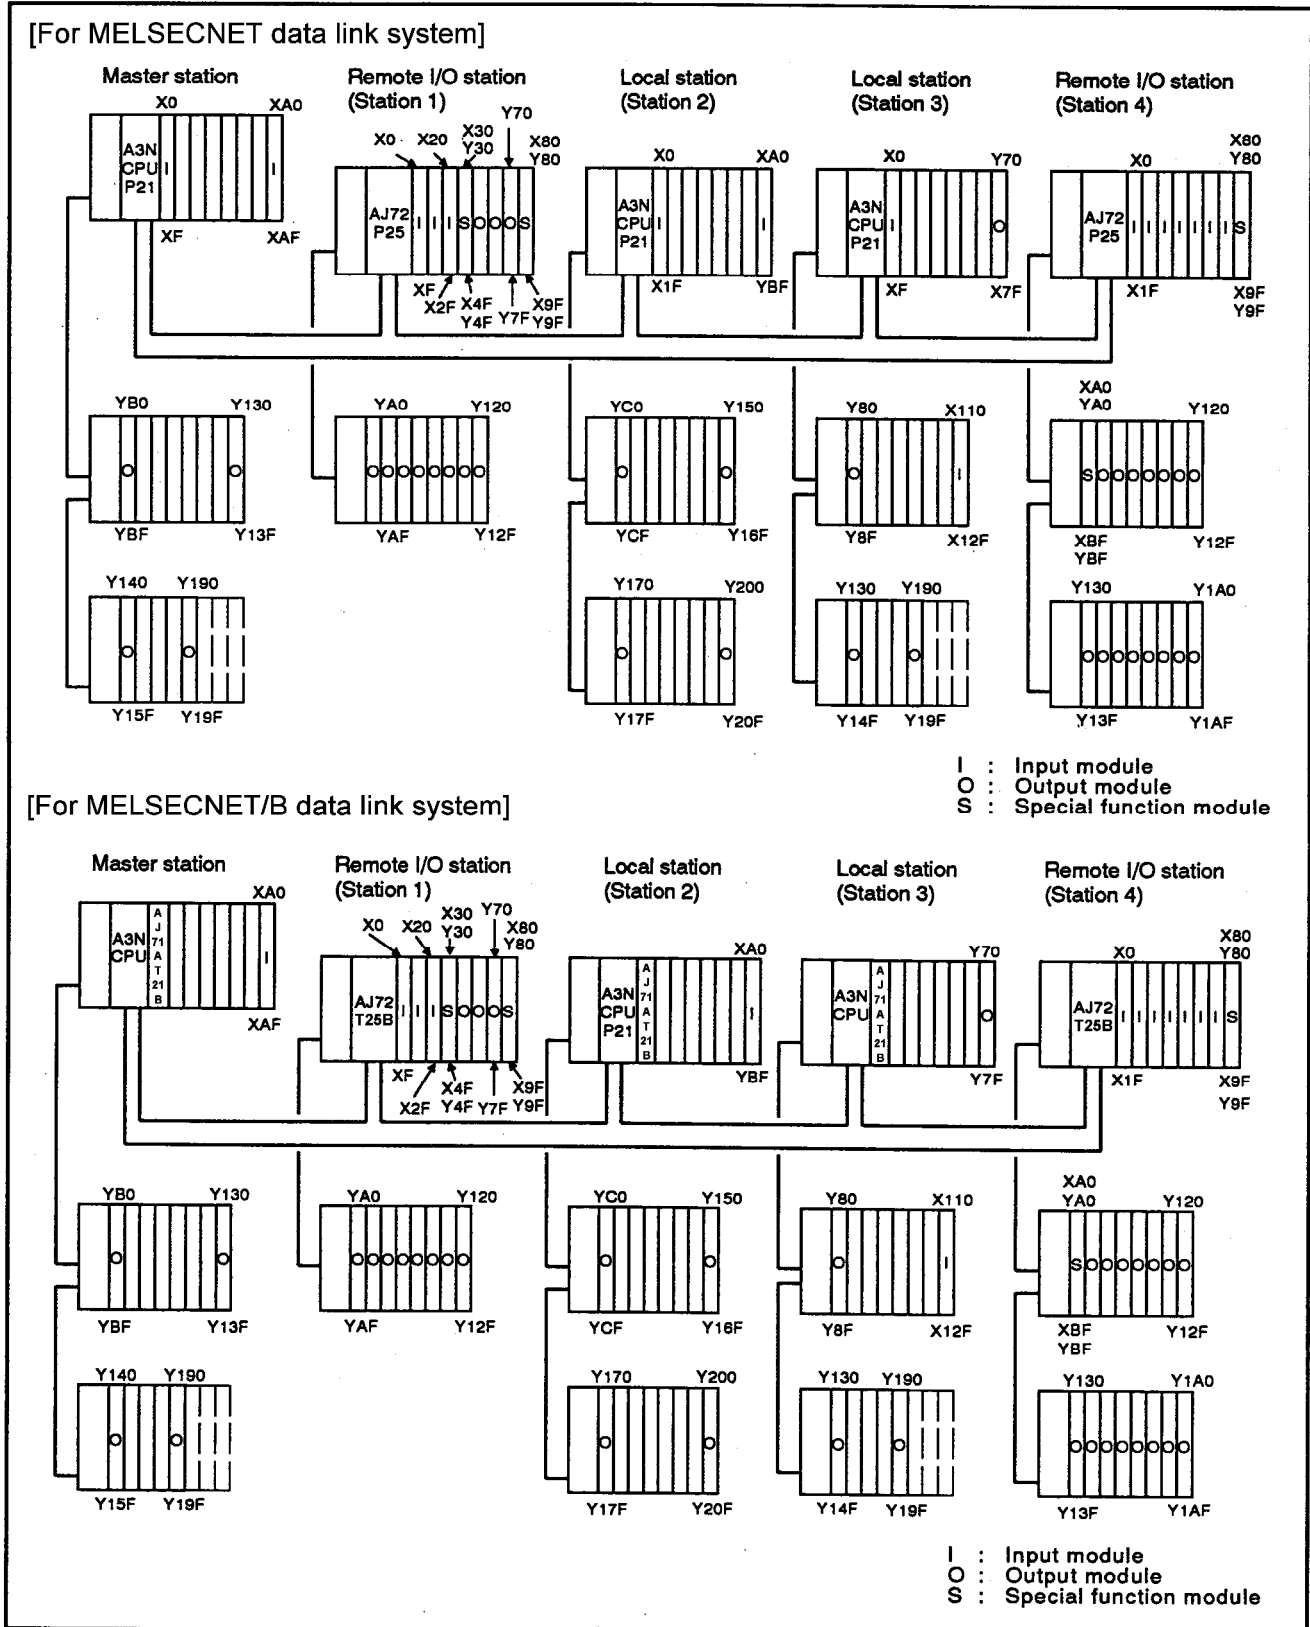 [For MELSECNET data link system]
Master station
Remote I/O station
(Station 1)
Local station
(Station 2)
Local station
(Station 3)
Remote I/O station
(Station 4)
X0 XA0
A3N
CPU
P21
I I
XF XAF
X0 X20 X30
Y30 Y70 X80
Y80
AJ72
P25
I I I S O O O S
XF X2F X4F
Y4F Y7F X9F
Y9F
X0 XA0
A3N
CPU
P21
I I
X1F YBF
X0 Y70
A3N
CPU
P21
I O
XF X7F
X0 X80
Y80
AJ72
P25
I I I I I I I S
X1F X9F
Y9F
YB0 Y130
O O
YBF Y13F
YA0 Y120
O O O O O O O O
YAF Y12F
YC0 Y150
O O
YCF Y16F
Y80 X110
O I
Y8F X12F
XA0
YA0 Y120
S O O O O O O O
XBF
YBF Y12F
Y140 Y190
O O
Y15F Y19F
Y170 Y200
O O
Y17F Y20F
Y130 Y190
O O
Y14F Y19F
Y130 Y1A0
O O O O O O O O
Y13F Y1AF
I : Input module
O : Output module
S : Special function module
[For MELSECNET/B data link system]
Master station
Remote I/O station
(Station 1)
Local station
(Station 2)
Local station
(Station 3)
Remote I/O station
(Station 4)
XA0
A3N
CPU
A
J
71
A
T
21
B
I
XAF
X0 X20 X30
Y30 Y70 X80
Y80
AJ72
T25B
I I I S O O O S
XF X2F X4F
Y4F Y7F X9F
Y9F
XA0
A3N
CPU
P21
A
J
71
A
T
21
B
I
YBF
Y70
A3N
CPU
A
J
71
A
T
21
B
O
Y7F
X0 X80
Y80
AJ72
T25B
I I I I I I I S
X1F X9F
Y9F
YB0 Y130
O O
YBF Y13F
YA0 Y120
O O O O O O O O
YAF Y12F
YC0 Y150
O O
YCF Y16F
Y80 X110
O I
Y8F X12F
XA0
YA0 Y120
S O O O O O O O
XBF
YBF Y12F
Y140 Y190
O O
Y15F Y19F
Y170 Y200
O O
Y17F Y20F
Y130 Y190
O O
Y14F Y19F
Y130 Y1A0
O O O O O O O O
Y13F Y1AF
I : Input module
O : Output module
S : Special function module